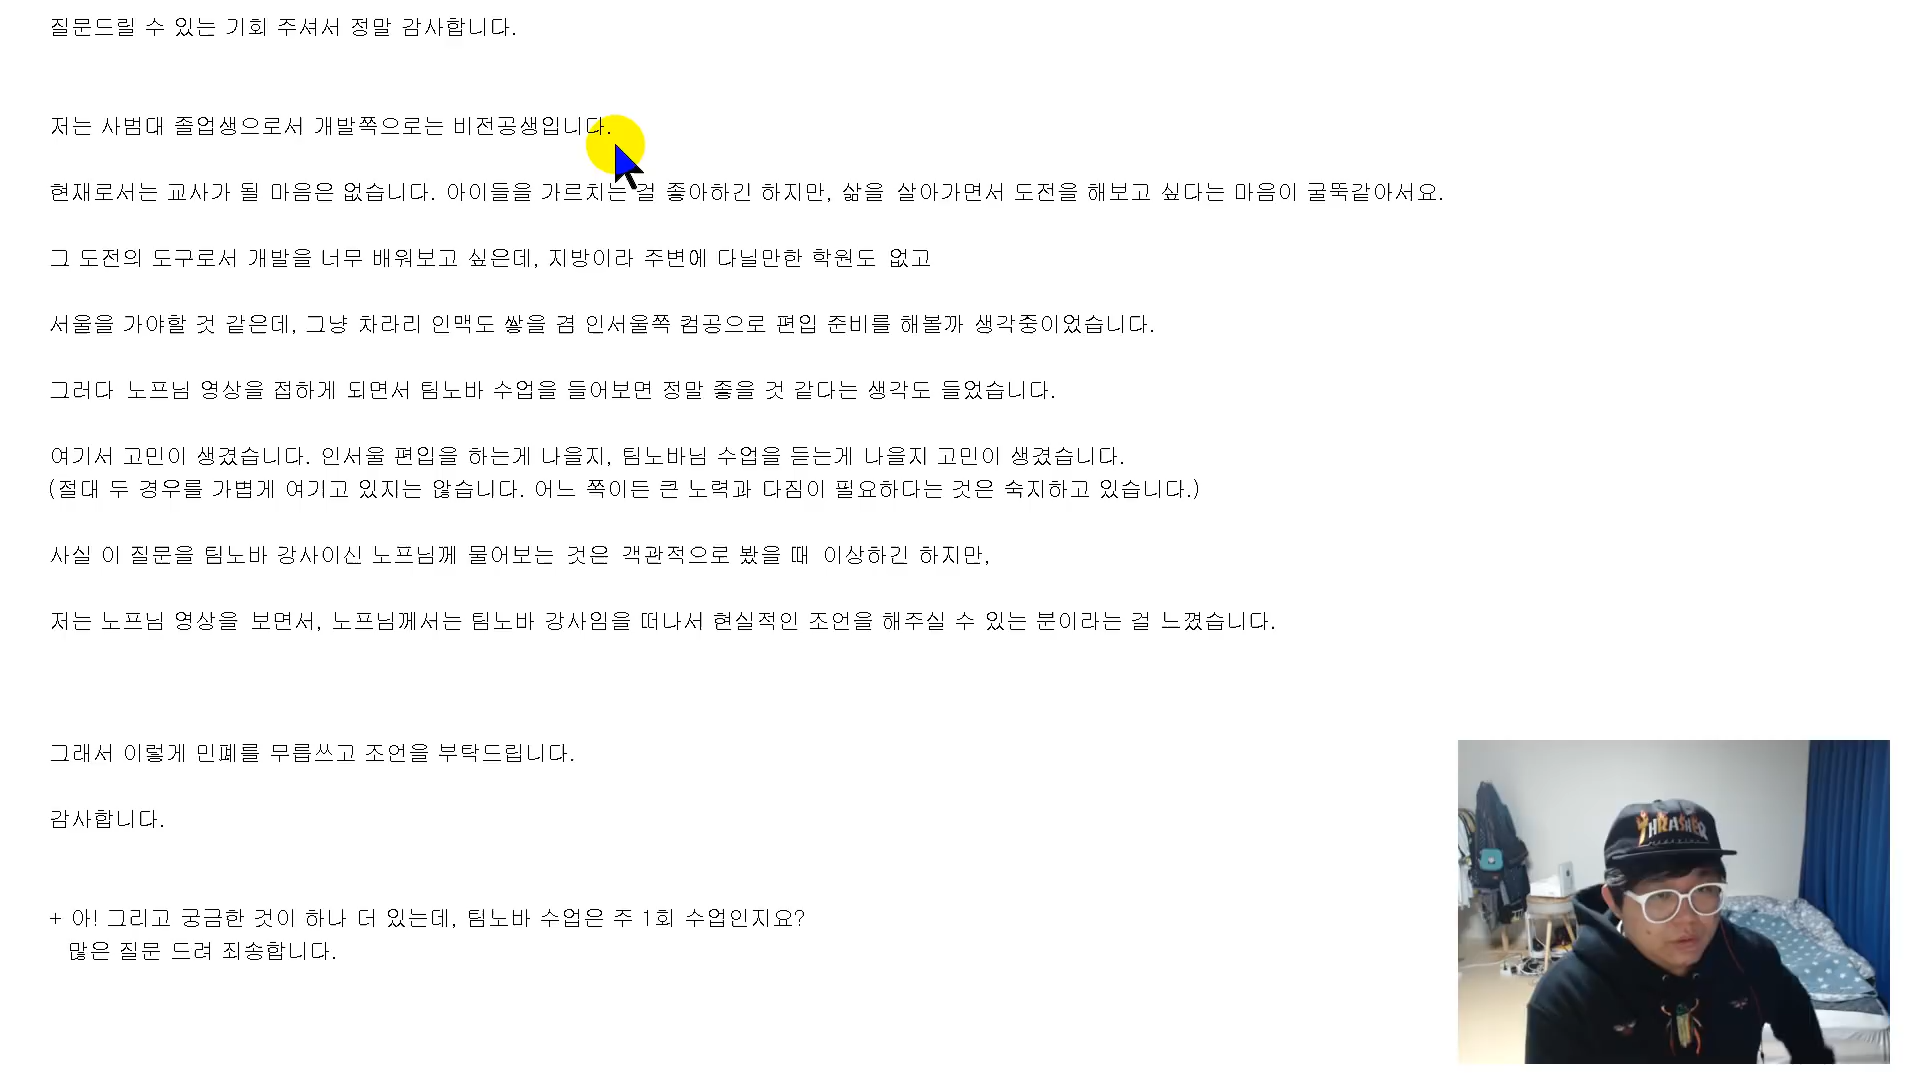 질문드릴 수 있는 기회 주셔서 정말 감사합니다.
저는 사범대 졸업생으로서 개발쪽으로는 비전공생입니다.
현재로서는 교사가 될 마음은 없습니다. 아이들을 가르치는 걸 좋아하긴 하지만, 삶을 살아가면서 도전을 해보고 싶다는 마음이 굴뚝같아서요.
그 도전의 도구로서 개발을 너무 배워보고 싶은데, 지방이라 주변에 다닐만한 학원도 없고
서울을 가야할 것 같은데, 그냥 차라리 인맥도 쌓을 겸 인서울쪽 컴공으로 편입 준비를 해볼까 생각중이었습니다.
그러다 노프님 영상을 접하게 되면서 팀노바 수업을 들어보면 정말 좋을 것 같다는 생각도 들었습니다.
여기서 고민이 생겼습니다. 인서울 편입을 하는게 나을지, 팀노바님 수업을 듣는게 나을지 고민이 생겼습니다.
(절대 두 경우를 가볍게 여기고 있지는 않습니다. 어느 쪽이든 큰 노력과 다짐이 필요하다는 것은 숙지하고 있습니다.)
사실 이 질문을 팀노바 강사이신 노프님께 물어보는 것은 객관적으로 봤을 때 이상하긴 하지만,
저는 노프님 영상을 보면서, 노프님께서는 팀노바 강사임을 떠나서 현실적인 조언을 해주실 수 있는 분이라는 걸 느꼈습니다.
그래서 이렇게 민폐를 무릅쓰고 조언을 부탁드립니다.
감사합니다.
+ 아! 그리고 궁금한 것이 하나 더 있는데, 팀노바 수업은 주 1회 수업인지요?
많은 질문 드려 죄송합니다.
THRASHER